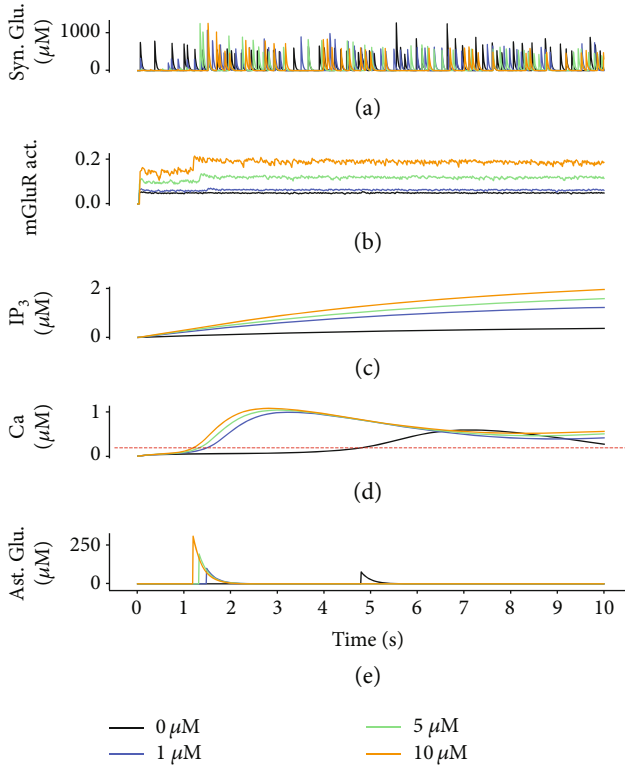 Syn. Glu.
(μM)
1000
0
(a)
mGluR act.
0.2
0.0
(b)
IP3
(μM)
2
0
(c)
Ca
(μM)
1
0
(d)
Ast. Glu.
(μM)
250
0
0 1 2 3 4 5 6 7 8 9 10
Time (s)
(e)
0 μM 5 μM
1 μM 10 μM